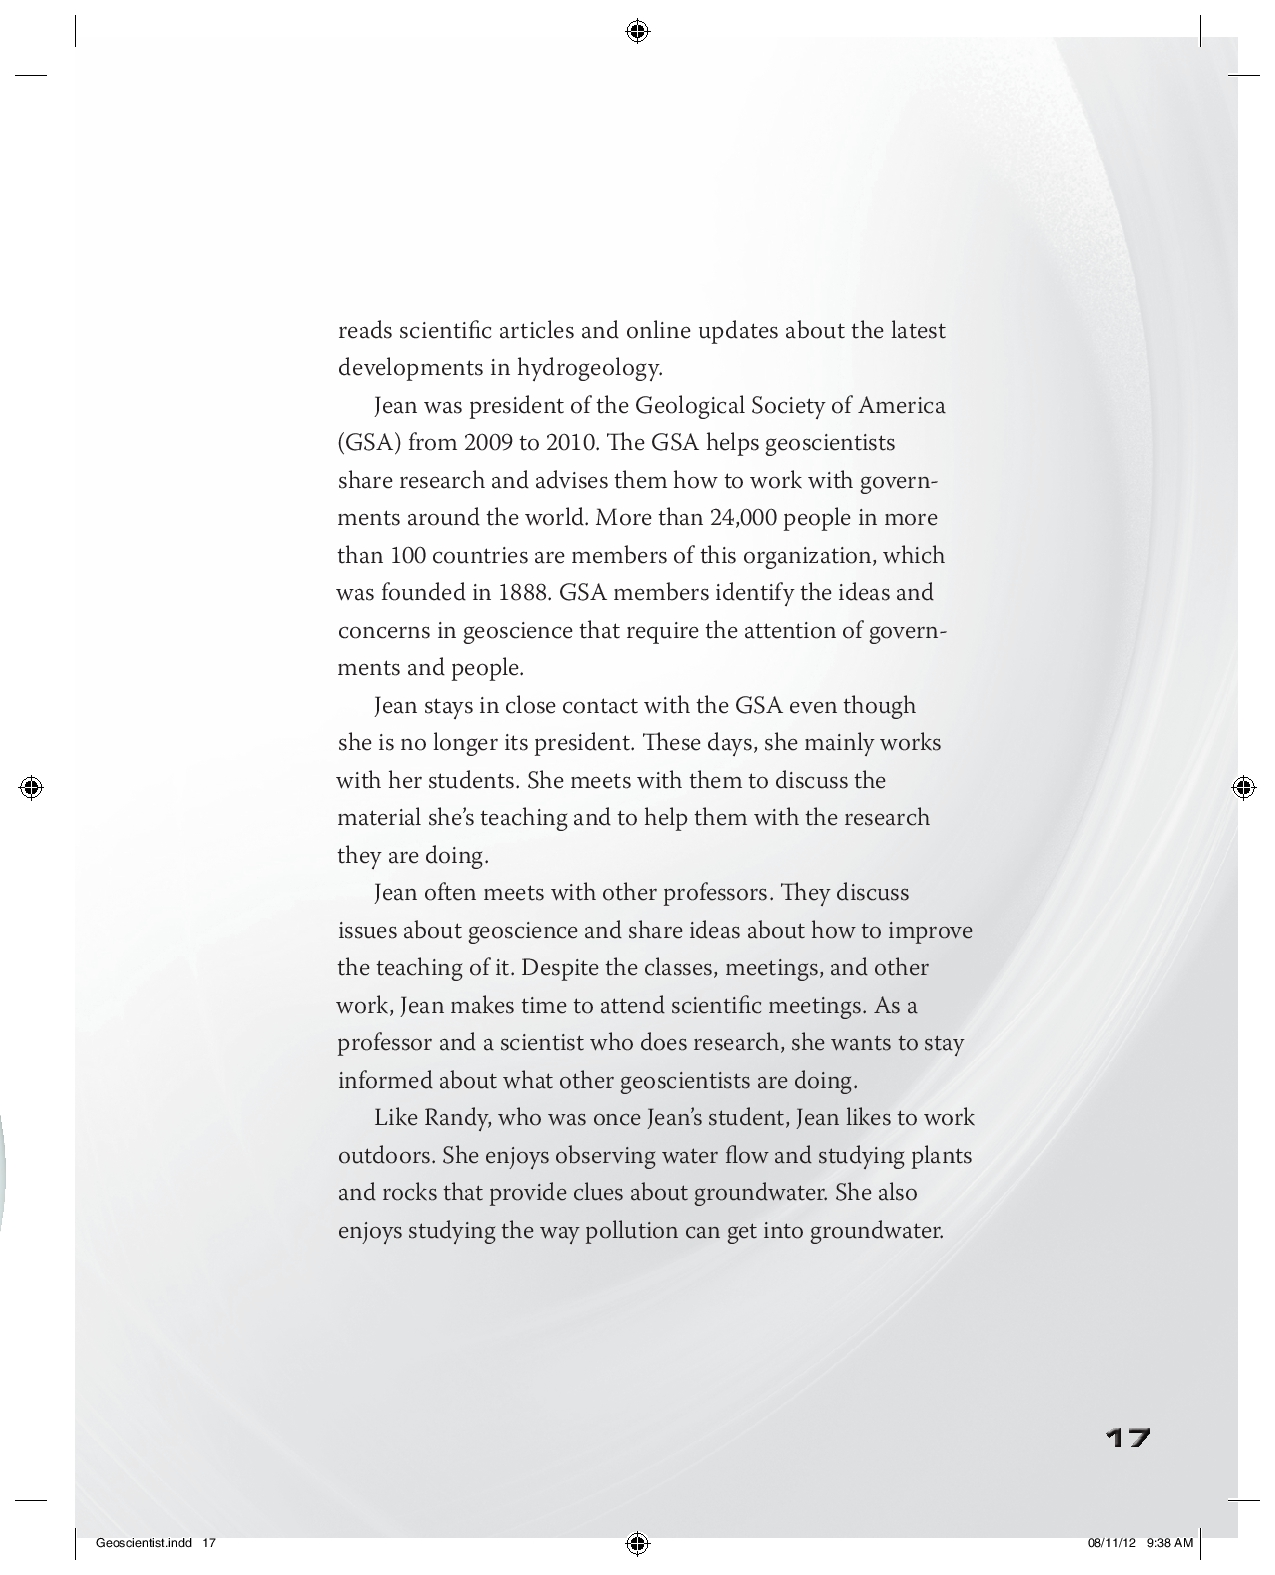 reads scientific articles and online updates about the latest
developments in hydrogeology.
Jean was president of the Geological Society of America
(GSA) from 2009 to 2010. The GSA helps geoscientists
share research and advises them how to work with govern-
ments around the world. More than 24,000 people in more
than 100 countries are members of this organization, which
was founded in 1888. GSA members identify the ideas and
concerns in geoscience that require the attention of govern-
ments and people.
Jean stays in close contact with the GSA even though
she is no longer its president. These days, she mainly works
with her students. She meets with them to discuss the
material she’s teaching and to help them with the research
they are doing.
Jean often meets with other professors. They discuss
issues about geoscience and share ideas about how to improve
the teaching of it. Despite the classes, meetings, and other
work, Jean makes time to attend scientific meetings. As a
professor and a scientist who does research, she wants to stay
informed about what other geoscientists are doing.
Like Randy, who was once Jean’s student, Jean likes to work
outdoors. She enjoys observing water flow and studying plants
and rocks that provide clues about groundwater. She also
enjoys studying the way pollution can get into groundwater.
17
Geoscientist.indd 17
08/11/12 9:38 AM